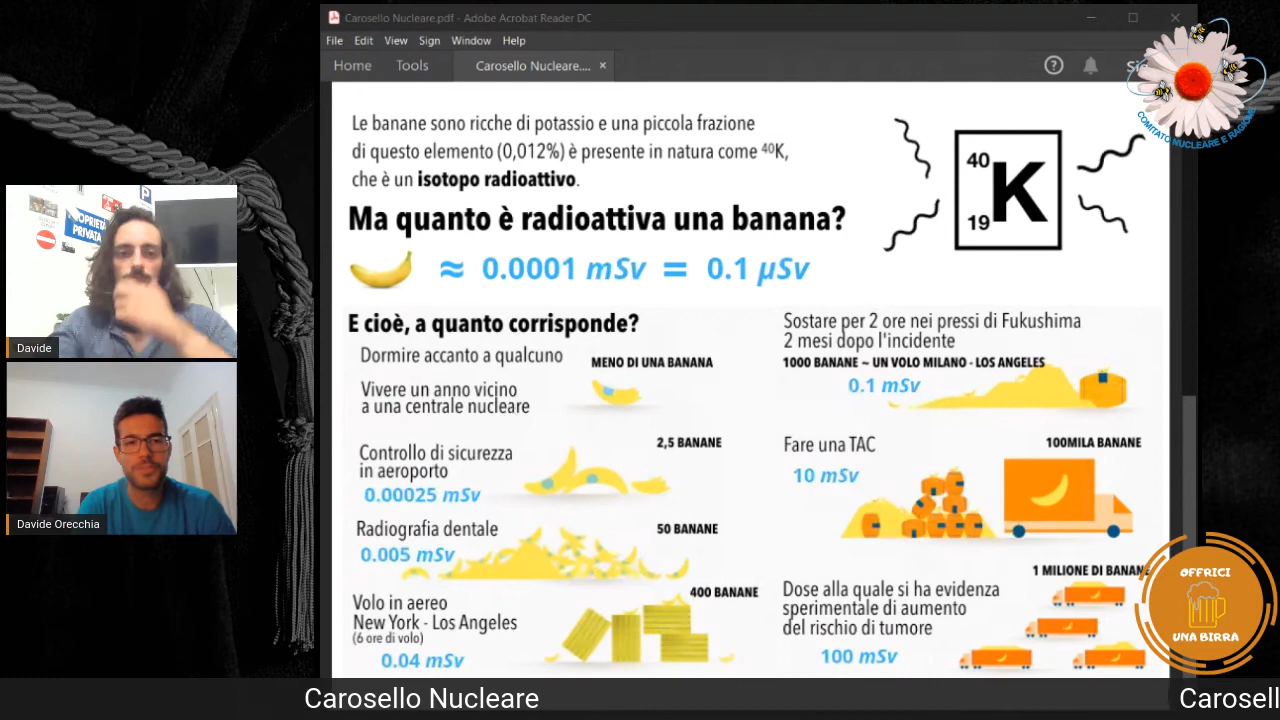 Carosello Nucleare.pdf - Adobe Acrobat Reader DC
File Edit View Sign Window Help
Home Tools Carosello Nucleare.... ×
COMITATO NUCLEARE E RAGIONE
Le banane sono ricche di potassio e una piccola frazione
di questo elemento (0,012%) è presente in natura come ⁴⁰K,
che è un isotopo radioattivo.
40
K
19
Ma quanto è radioattiva una banana?
≈ 0.0001 mSv = 0.1 µSv
E cioè, a quanto corrisponde?
Dormire accanto a qualcuno
MENO DI UNA BANANA
Vivere un anno vicino
a una centrale nucleare
Controllo di sicurezza
in aeroporto
2,5 BANANE
0.00025 mSv
Radiografia dentale
50 BANANE
0.005 mSv
Volo in aereo
New York - Los Angeles
(6 ore di volo)
400 BANANE
0.04 mSv
Sostare per 2 ore nei pressi di Fukushima
2 mesi dopo l'incidente
1000 BANANE ~ UN VOLO MILANO - LOS ANGELES
0.1 mSv
Fare una TAC
100MILA BANANE
10 mSv
1 MILIONE DI BANANE
Dose alla quale si ha evidenza
sperimentale di aumento
del rischio di tumore
100 mSv
PROPRIETÀ
PRIVATA
P
Davide
Davide Orecchia
OFFRICI
UNA BIRRA
Carosello Nucleare
Carosell